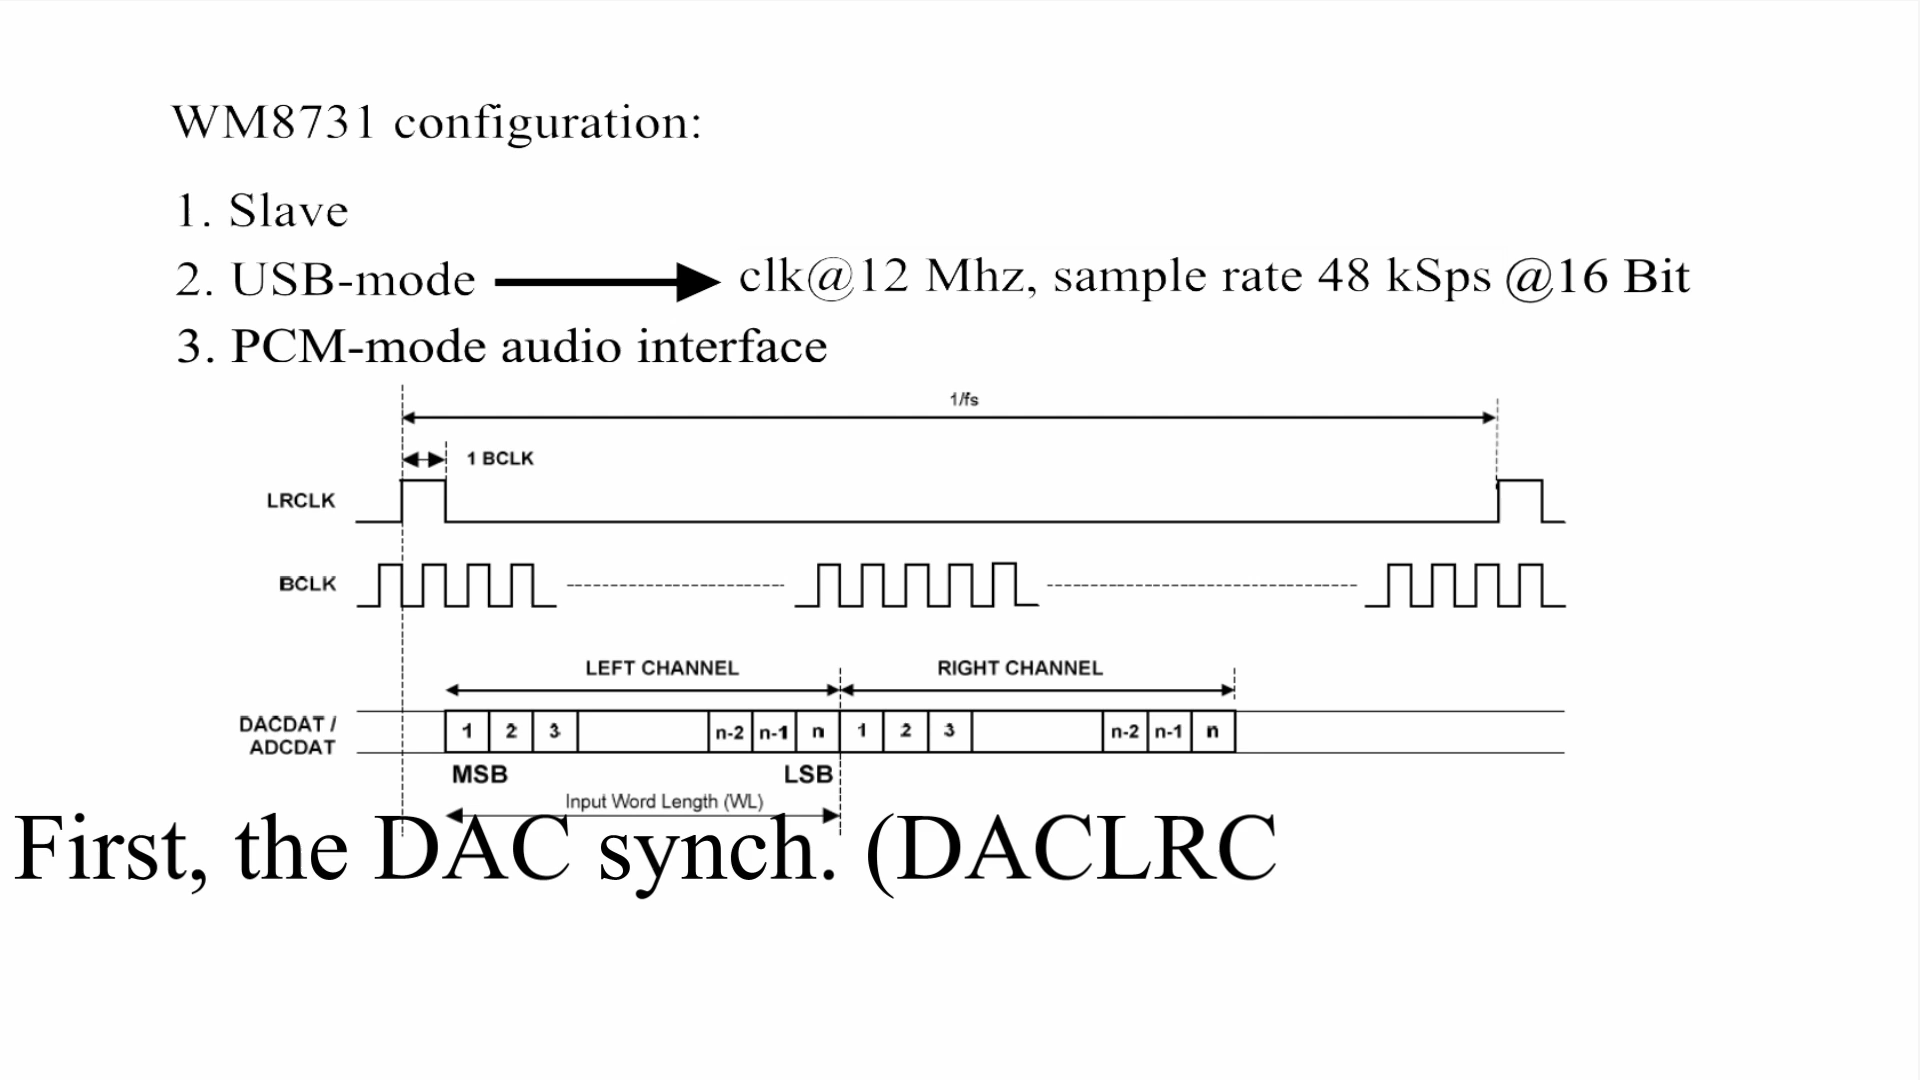 WM8731 configuration:
1. Slave
2. USB-mode clk@12 Mhz, sample rate 48 kSps @16 Bit
3. PCM-mode audio interface
1/fs
1 BCLK
LRCLK
BCLK
LEFT CHANNEL RIGHT CHANNEL
DACDAT /
ADCDAT
1 2 3 n-2 n-1 n 1 2 3 n-2 n-1 n
MSB LSB
Input Word Length (WL)
First, the DAC synch. (DACLRC